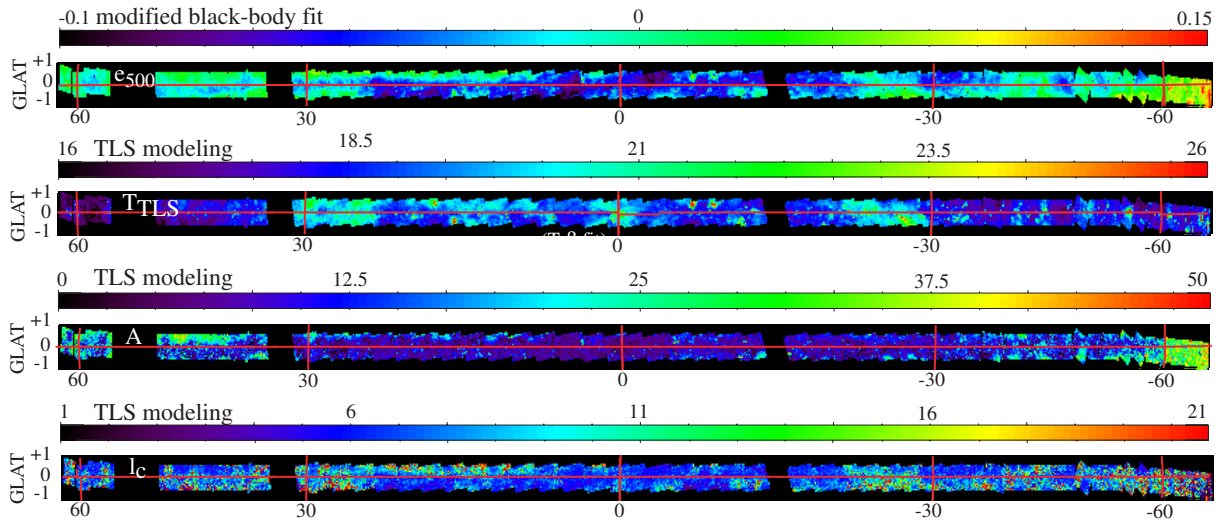 -0.1 modified black-body fit 0 0.15
GLAT +1 0 -1 e500
60 30 0 -30 -60
TLS modeling
16 18.5 21 23.5 26
GLAT +1 0 -1 TTLS
60 30 0 -30 -60
TLS modeling
0 12.5 25 37.5 50
GLAT +1 0 -1 A
60 30 0 -30 -60
TLS modeling
1 6 11 16 21
GLAT +1 0 -1 lc
60 30 0 -30 -60